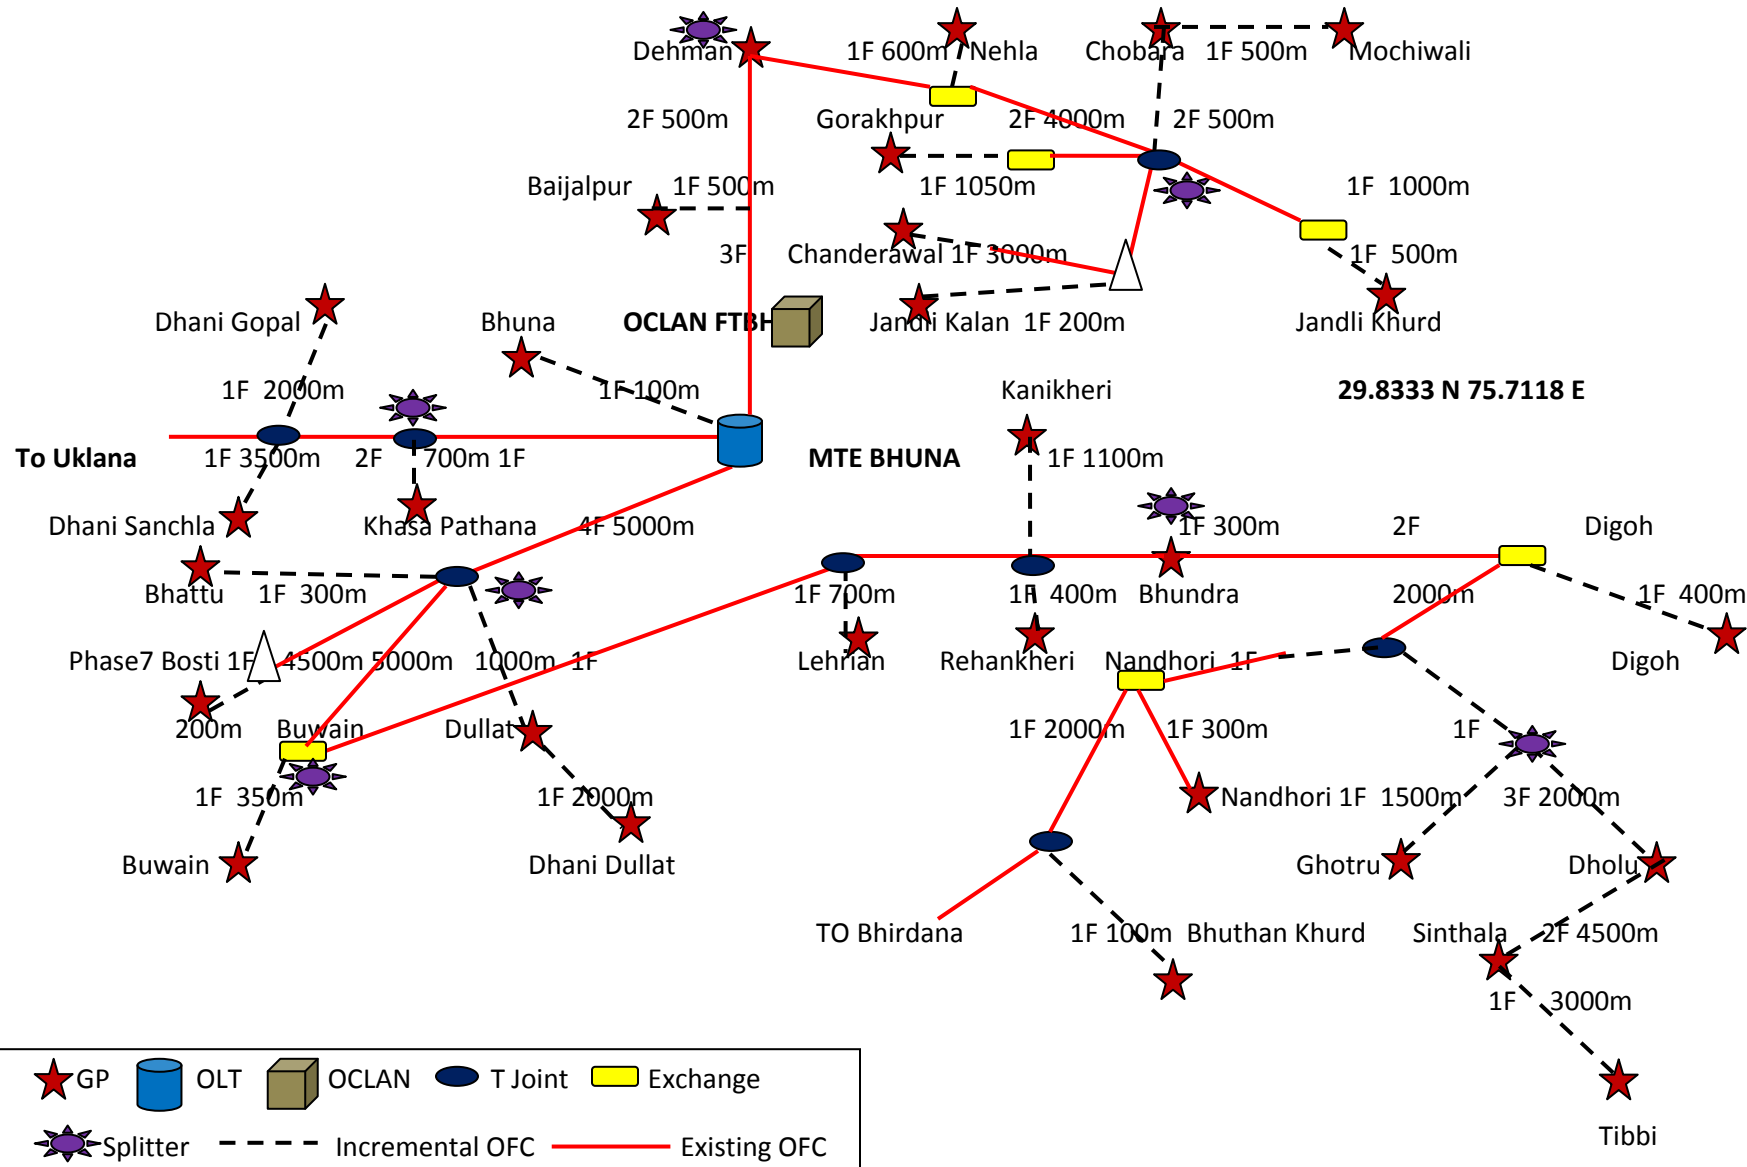 Dehman 1F 600m Nehla Chobara 1F 500m Mochiwali
2F 500m Gorakhpur 2F 4000m 2F 500m
Baijalpur 1F 500m 1F 1050m 1F 1000m
3F Chanderawal 1F 3000m 1F 500m
Dhani Gopal Bhuna OCLAN FTBH Jandli Kalan 1F 200m Jandli Khurd
1F 2000m 1F 100m Kanikheri 29.8333 N 75.7118 E
To Uklana 1F 3500m 2F 700m 1F MTE BHUNA 1F 1100m
Dhani Sanchla Khasa Pathana 4F 5000m 1F 300m 2F Digoh
Bhattu 1F 300m 1F 700m 1F 400m Bhundra 2000m 1F 400m
Phase7 Bosti 1F 4500m 5000m 1000m 1F Lehrian Rehankheri Nandhori 1F Digoh
200m Buwain Dullat 1F 2000m 1F 300m 1F
1F 350m 1F 2000m Nandhori 1F 1500m 3F 2000m
Buwain Dhani Dullat Ghotru Dholu
TO Bhirdana 1F 100m Bhuthan Khurd Sinthala 2F 4500m
1F 3000m
GP OLT OCLAN T Joint Exchange
Splitter Incremental OFC Existing OFC
Tibbi